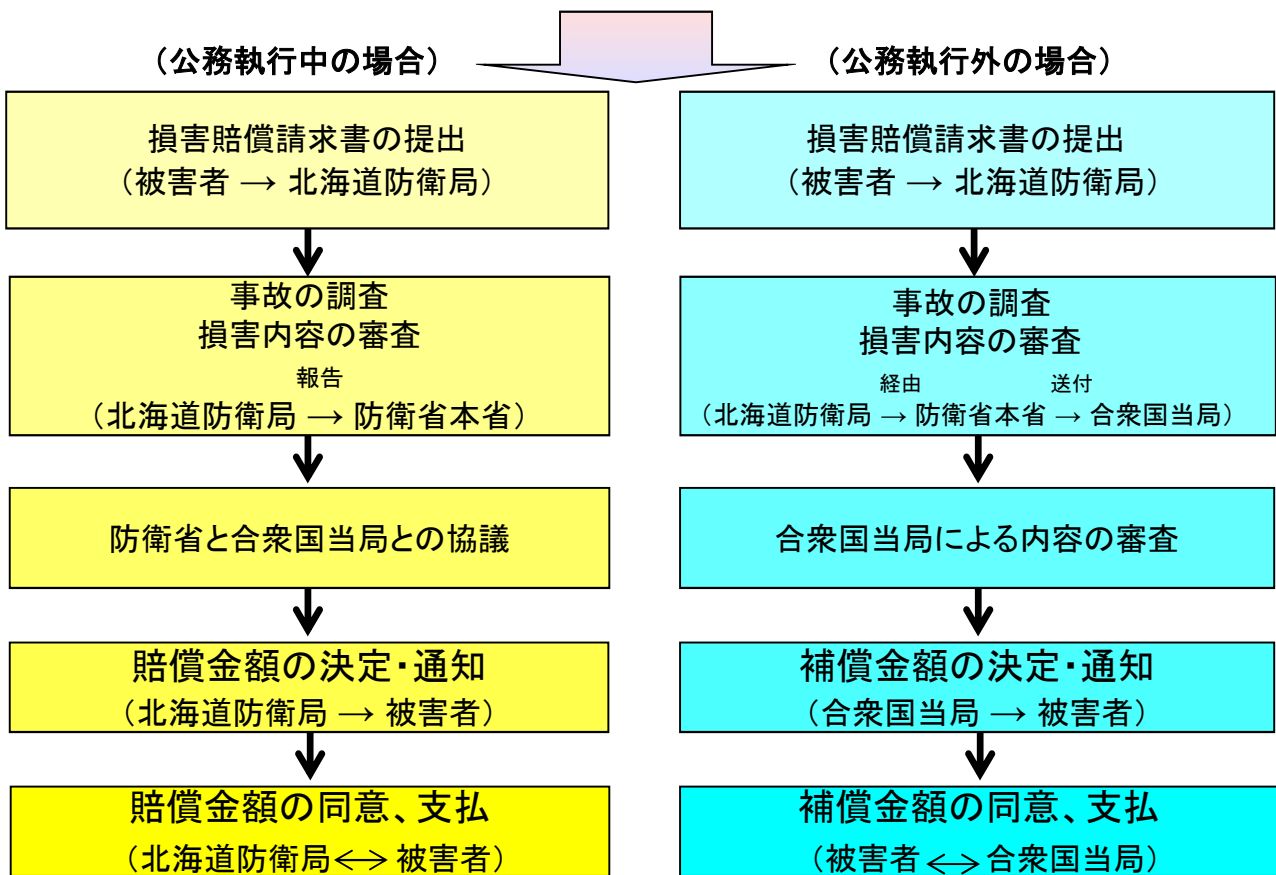 (公務執行中の場合)
損害賠償請求書の提出
(被害者 → 北海道防衛局)
事故の調査
損害内容の審査
報告
(北海道防衛局 → 防衛省本省)
防衛省と合衆国当局との協議
賠償金額の決定・通知
(北海道防衛局 → 被害者)
賠償金額の同意、支払
(北海道防衛局⟷被害者)
(公務執行外の場合)
損害賠償請求書の提出
(被害者 → 北海道防衛局)
事故の調査
損害内容の審査
経由 送付
(北海道防衛局 → 防衛省本省 → 合衆国当局)
合衆国当局による内容の審査
補償金額の決定・通知
(合衆国当局 → 被害者)
補償金額の同意、支払
(被害者⟷合衆国当局)